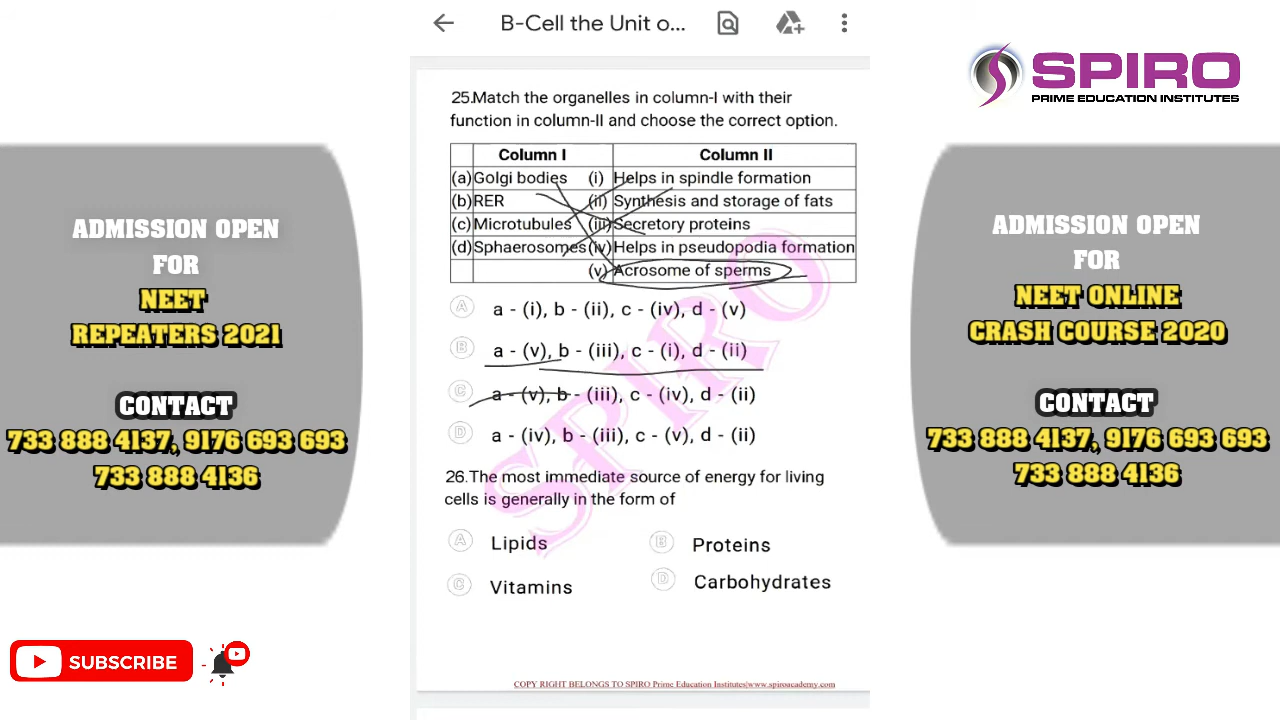 B-Cell the Unit o...
SPIRO
PRIME EDUCATION INSTITUTES
25.Match the organelles in column-I with their
function in column-II and choose the correct option.
Column I Column II
(a) Golgi bodies (i) Helps in spindle formation
(b) RER (ii) Synthesis and storage of fats
(c) Microtubules (iii) Secretory proteins
(d) Sphaerosomes (iv) Helps in pseudopodia formation
(v) Acrosome of sperms
A a - (i), b - (ii), c - (iv), d - (v)
B a - (v), b - (iii), c - (i), d - (ii)
C a - (v), b - (iii), c - (iv), d - (ii)
D a - (iv), b - (iii), c - (v), d - (ii)
26.The most immediate source of energy for living
cells is generally in the form of
A Lipids B Proteins
C Vitamins D Carbohydrates
SPIRO
COPY RIGHT BELONGS TO SPIRO Prime Education Institutes|www.spiroacademy.com
ADMISSION OPEN
FOR
NEET
REPEATERS 2021
CONTACT
733 888 4137, 9176 693 693
733 888 4136
ADMISSION OPEN
FOR
NEET ONLINE
CRASH COURSE 2020
CONTACT
733 888 4137, 9176 693 693
733 888 4136
SUBSCRIBE